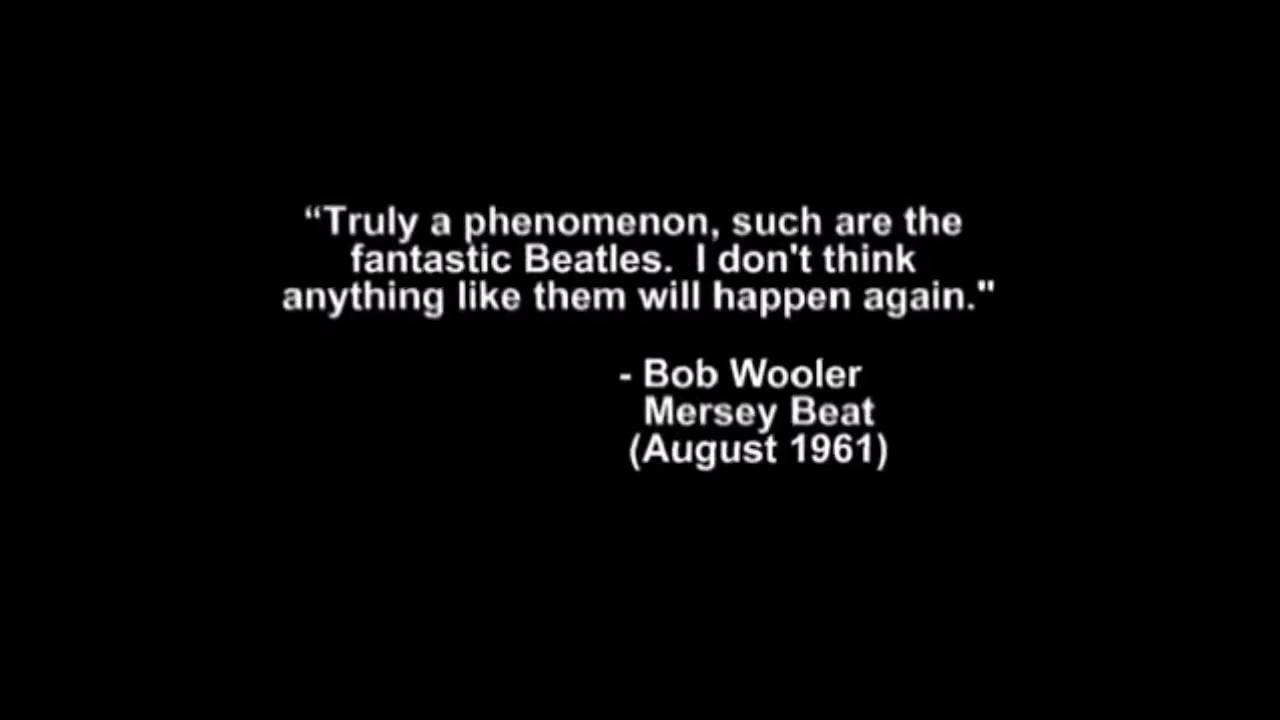 “Truly a phenomenon, such are the
fantastic Beatles.  I don't think
anything like them will happen again."
- Bob Wooler
Mersey Beat
(August 1961)